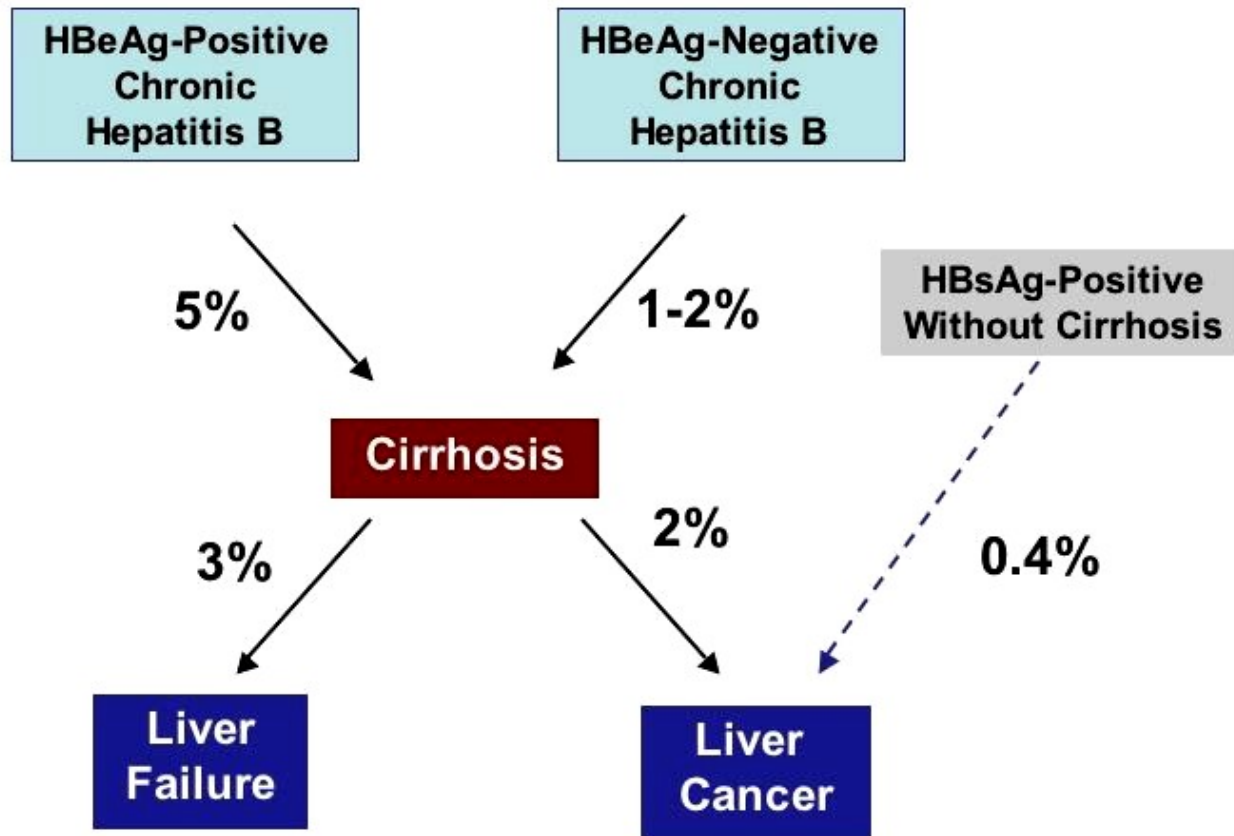 HBeAg-Positive
Chronic
Hepatitis B
HBeAg-Negative
Chronic
Hepatitis B
HBsAg-Positive
Without Cirrhosis
5%
1-2%
Cirrhosis
3%
2%
0.4%
Liver
Failure
Liver
Cancer